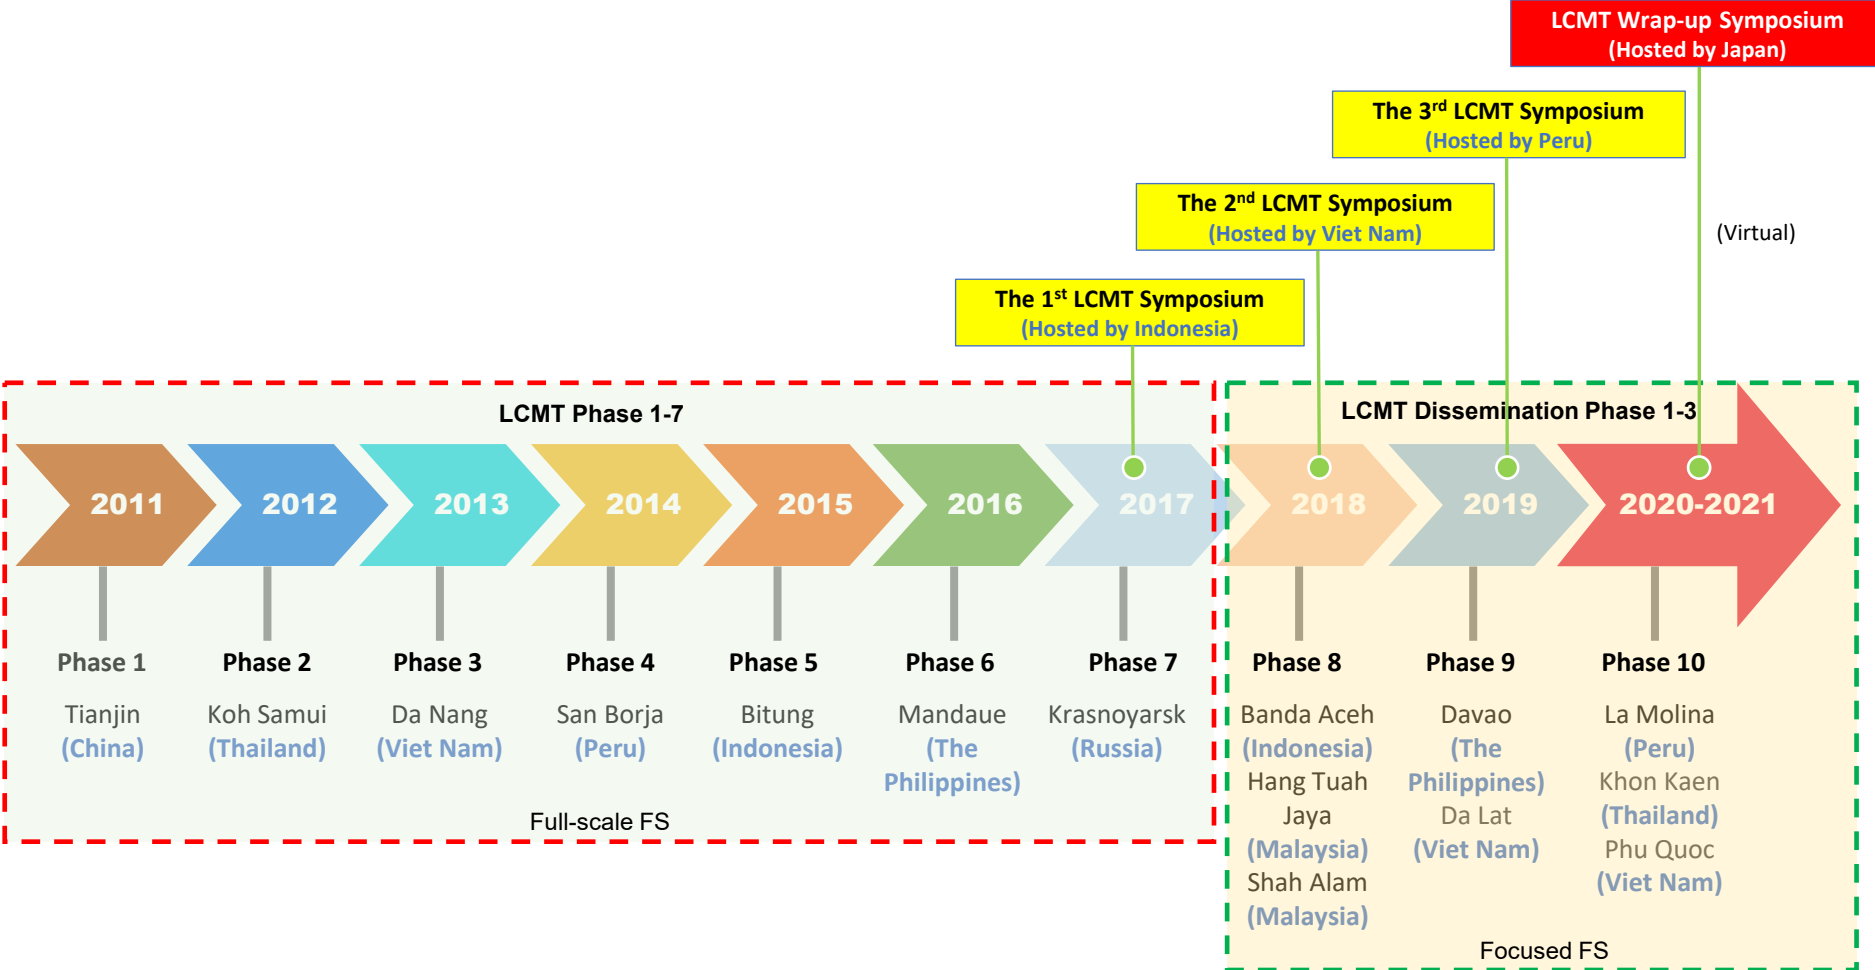 LCMT Wrap-up Symposium
(Hosted by Japan)
The 3rd LCMT Symposium
(Hosted by Peru)
The 2nd LCMT Symposium
(Hosted by Viet Nam)
(Virtual)
The 1st LCMT Symposium
(Hosted by Indonesia)
LCMT Phase 1-7
LCMT Dissemination Phase 1-3
2011
2012
2013
2014
2015
2016
2017
2018
2019
2020-2021
Phase 1
Tianjin
(China)
Phase 2
Koh Samui
(Thailand)
Phase 3
Da Nang
(Viet Nam)
Phase 4
San Borja
(Peru)
Phase 5
Bitung
(Indonesia)
Phase 6
Mandaue
(The
Philippines)
Phase 7
Krasnoyarsk
(Russia)
Full-scale FS
Phase 8
Banda Aceh
(Indonesia)
Hang Tuah
Jaya
(Malaysia)
Shah Alam
(Malaysia)
Phase 9
Davao
(The
Philippines)
Da Lat
(Viet Nam)
Phase 10
La Molina
(Peru)
Khon Kaen
(Thailand)
Phu Quoc
(Viet Nam)
Focused FS